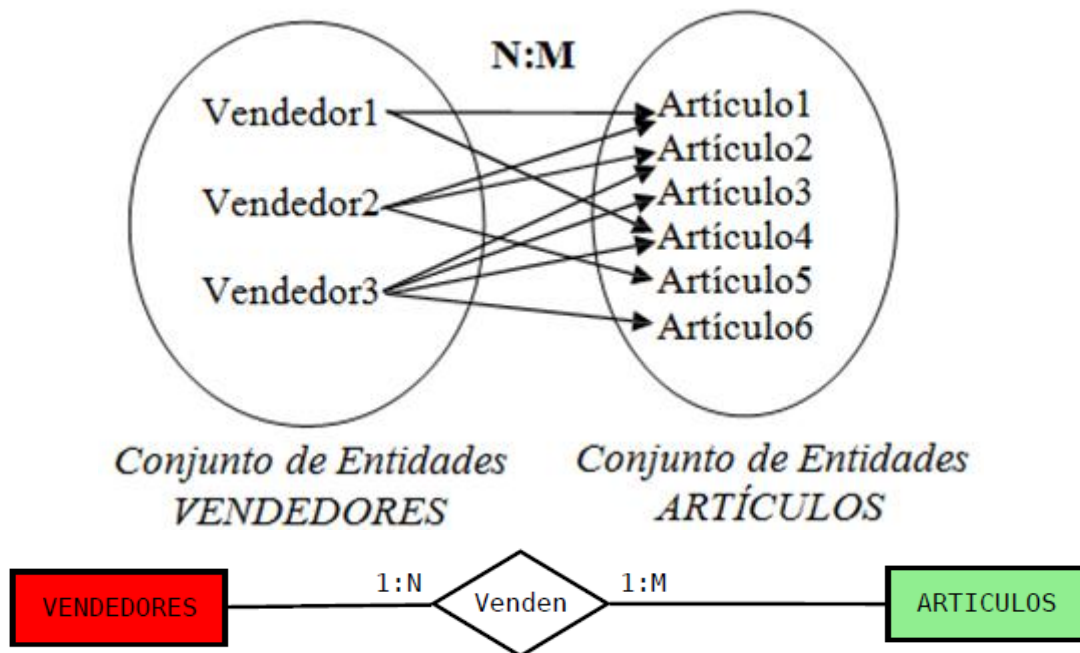 N:M
Vendedor1
Vendedor2
Vendedor3
Artículo1
Artículo2
Artículo3
Artículo4
Artículo5
Artículo6
Conjunto de Entidades
VENDEDORES
Conjunto de Entidades
ARTÍCULOS
VENDEDORES
1:N
Venden
1:M
ARTICULOS